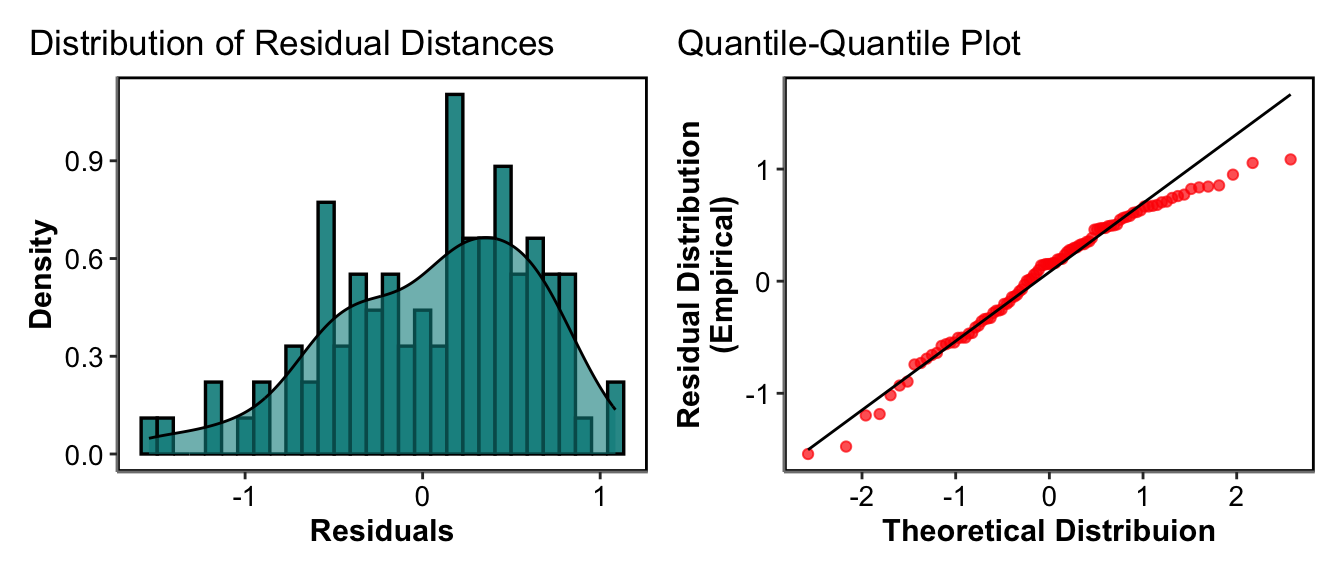 Distribution of Residual Distances
Density
0.9
0.6
0.3
0.0
-1 0 1
Residuals
Quantile-Quantile Plot
Residual Distribution
(Empirical)
1
0
-1
-2 -1 0 1 2
Theoretical Distribuion